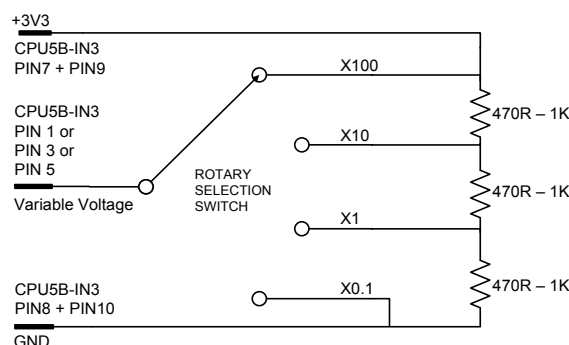 +3V3
CPU5B-IN3
PIN7 + PIN9
X100
470R – 1K
CPU5B-IN3
PIN 1 or
PIN 3 or
PIN 5
Variable Voltage
X10
ROTARY
SELECTION
SWITCH
470R – 1K
X1
470R – 1K
CPU5B-IN3
PIN8 + PIN10
X0.1
GND